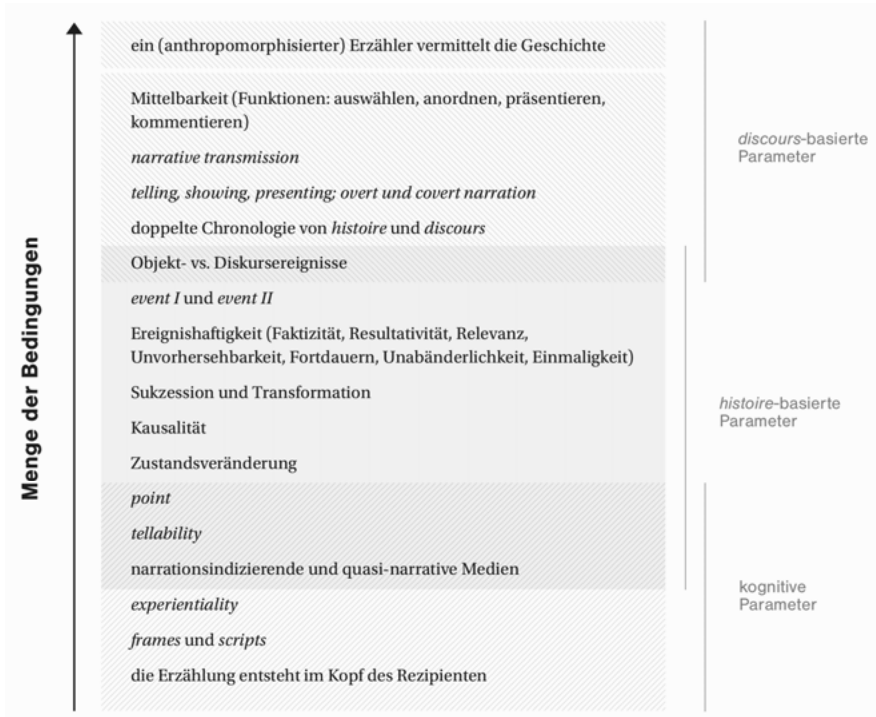 ein (anthropomorphisierter) Erzähler vermittelt die Geschichte
Mittelbarkeit (Funktionen: auswählen, anordnen, präsentieren,
kommentieren)
narrative transmission
telling, showing, presenting; overt und covert narration
doppelte Chronologie von histoire und discours
Objekt- vs. Diskursereignisse
event I und event II
Ereignishaftigkeit (Faktizität, Resultativität, Relevanz,
Unvorhersehbarkeit, Fortdauern, Unabänderlichkeit, Einmaligkeit)
Sukzession und Transformation
Kausalität
Zustandsveränderung
point
tellability
narrationsindizierende und quasi-narrative Medien
experientiality
frames und scripts
die Erzählung entsteht im Kopf des Rezipienten
Menge der Bedingungen
discours-basierte
Parameter
histoire-basierte
Parameter
kognitive
Parameter